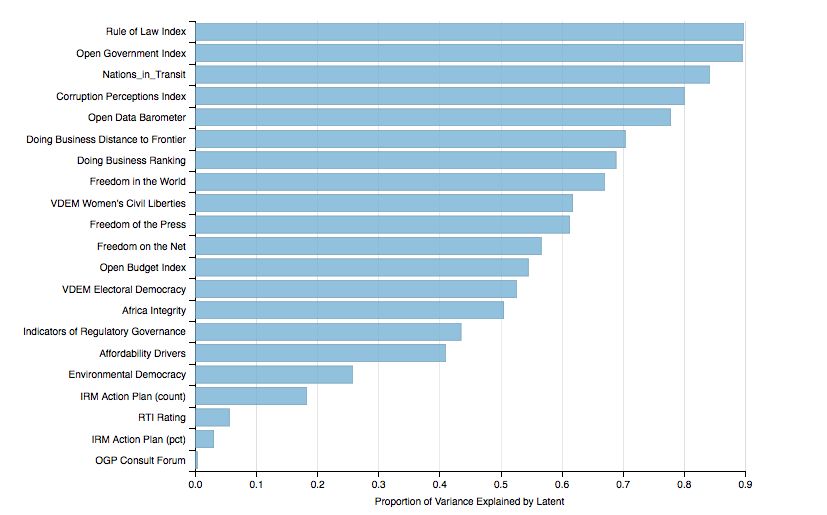 Rule of Law Index
Open Government Index
Nations_in_Transit
Corruption Perceptions Index
Open Data Barometer
Doing Business Distance to Frontier
Doing Business Ranking
Freedom in the World
VDEM Women's Civil Liberties
Freedom of the Press
Freedom on the Net
Open Budget Index
VDEM Electoral Democracy
Africa Integrity
Indicators of Regulatory Governance
Affordability Drivers
Environmental Democracy
IRM Action Plan (count)
RTI Rating
IRM Action Plan (pct)
OGP Consult Forum
0.0 0.1 0.2 0.3 0.4 0.5 0.6 0.7 0.8 0.9
Proportion of Variance Explained by Latent